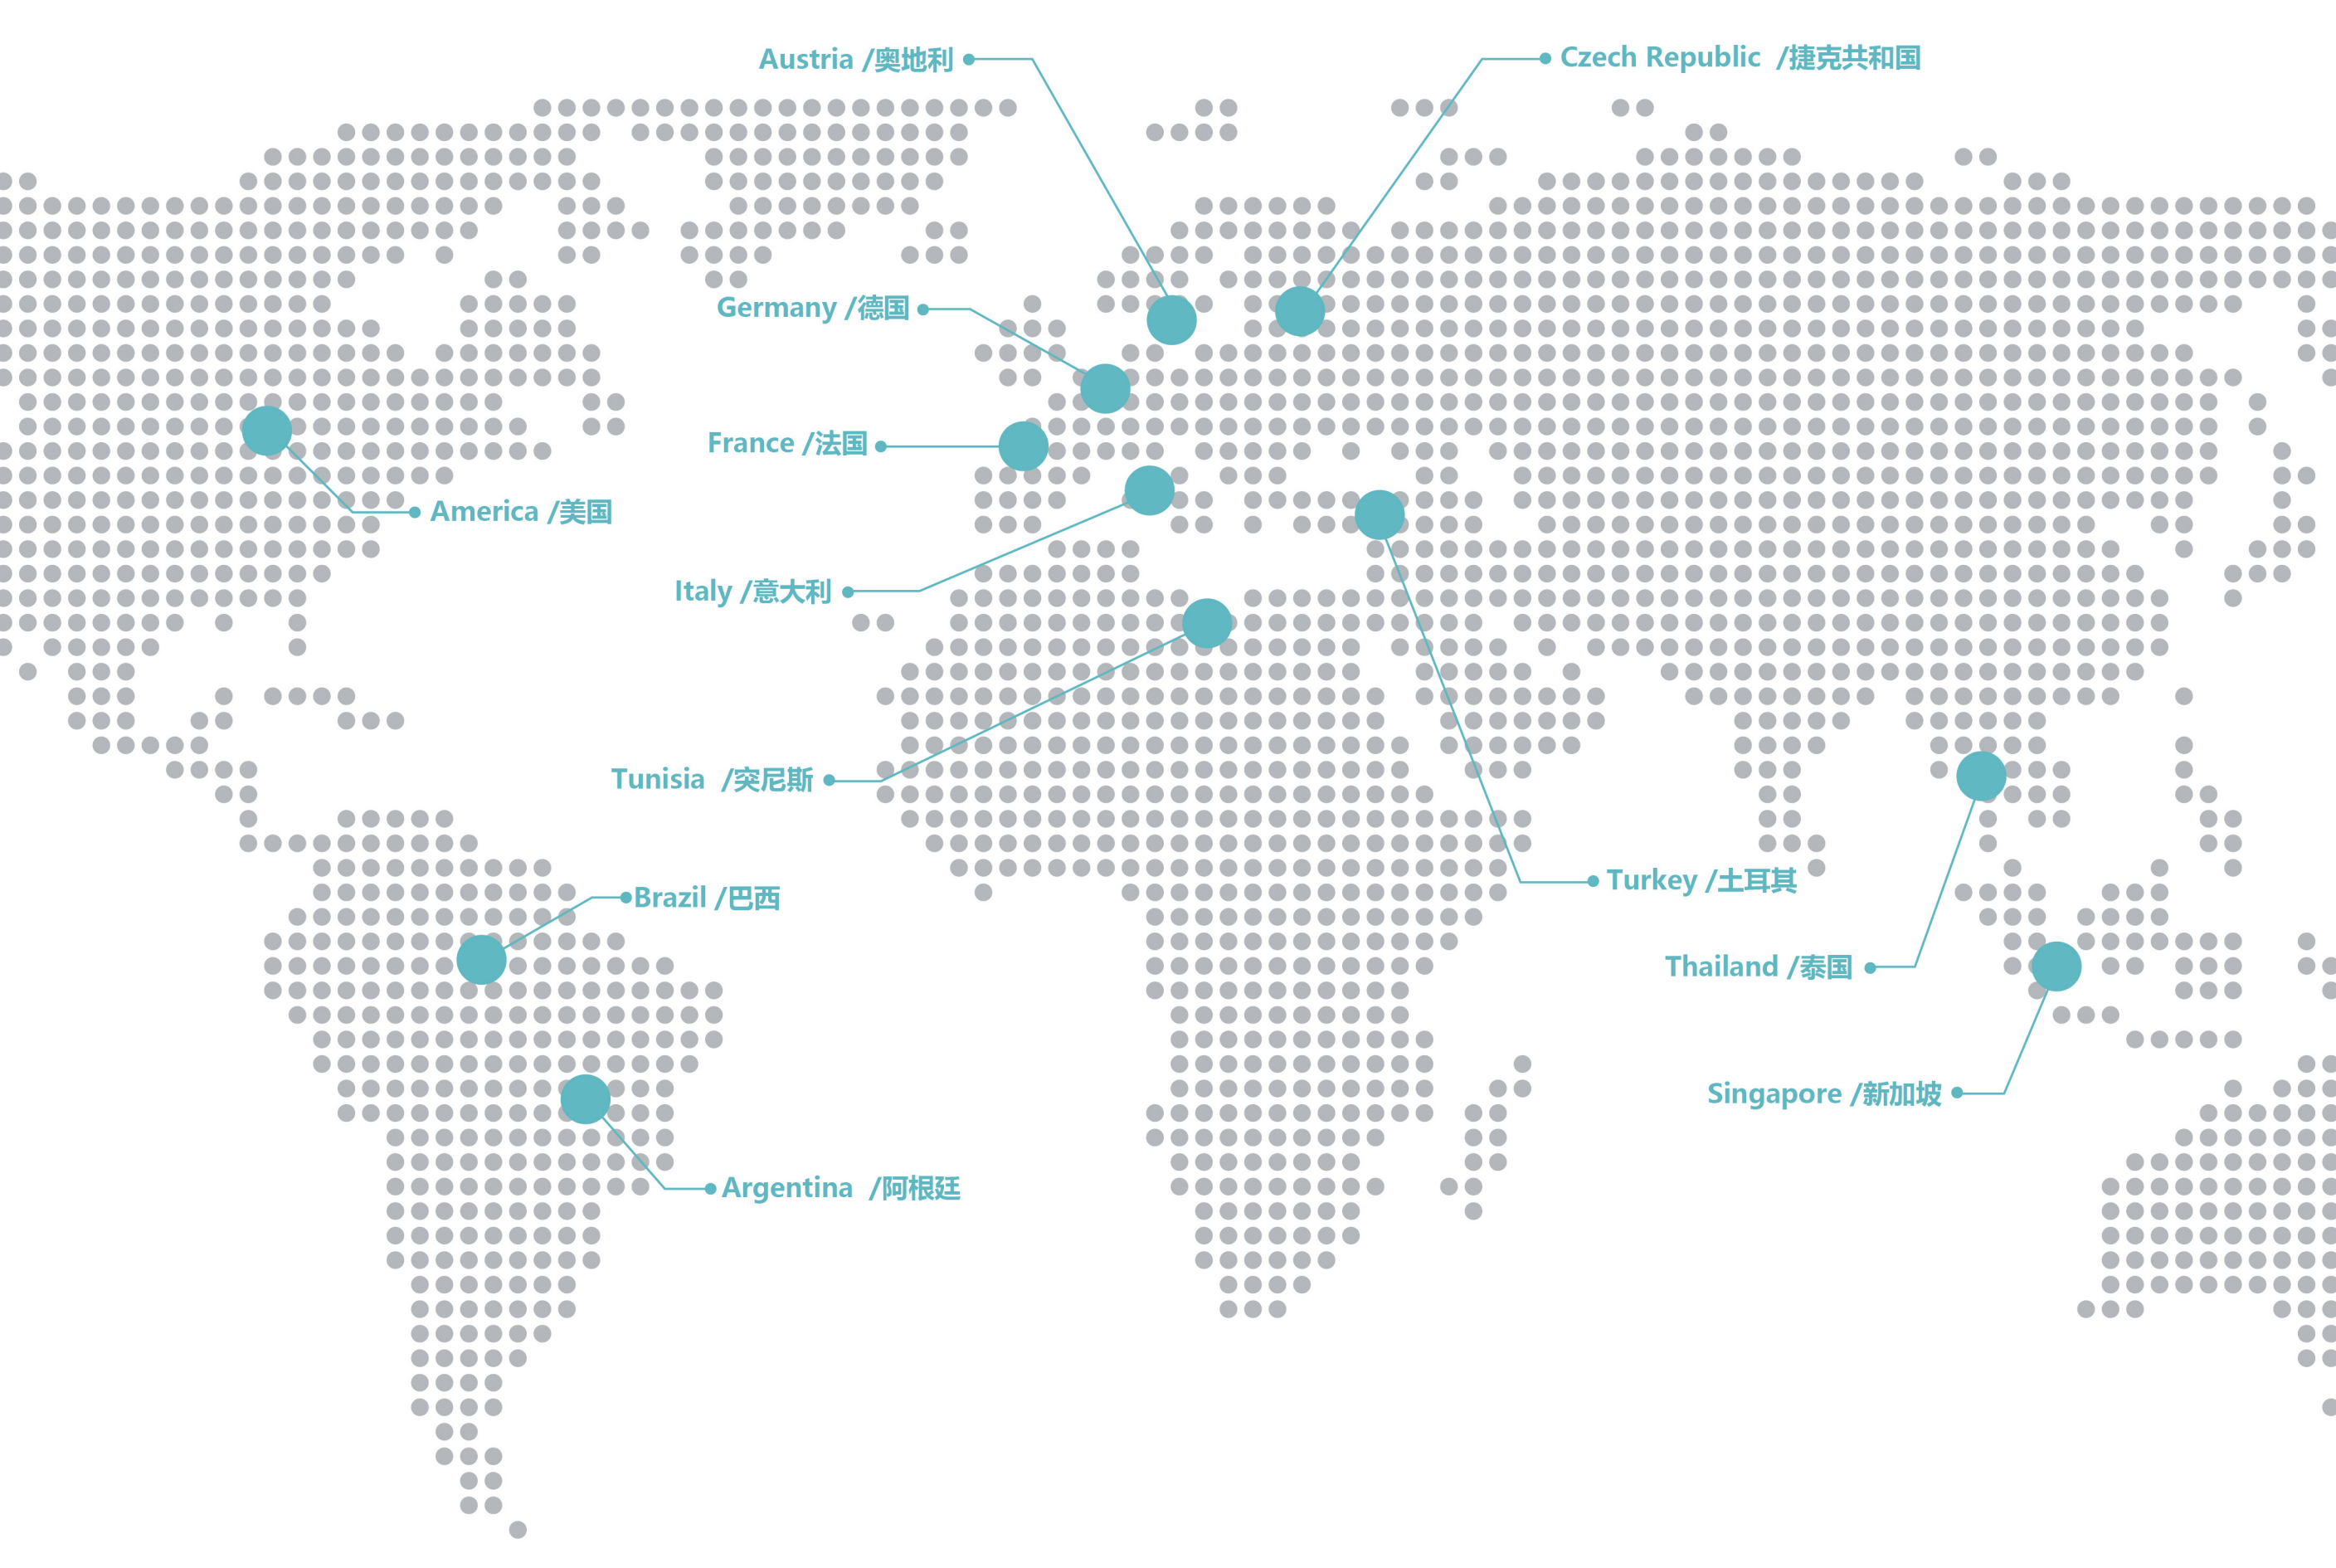 Austria /奥地利
Czech Republic /捷克共和国
Germany /德国
France /法国
America /美国
Italy /意大利
Tunisia /突尼斯
Turkey /土耳其
Brazil /巴西
Thailand /泰国
Singapore /新加坡
Argentina /阿根廷